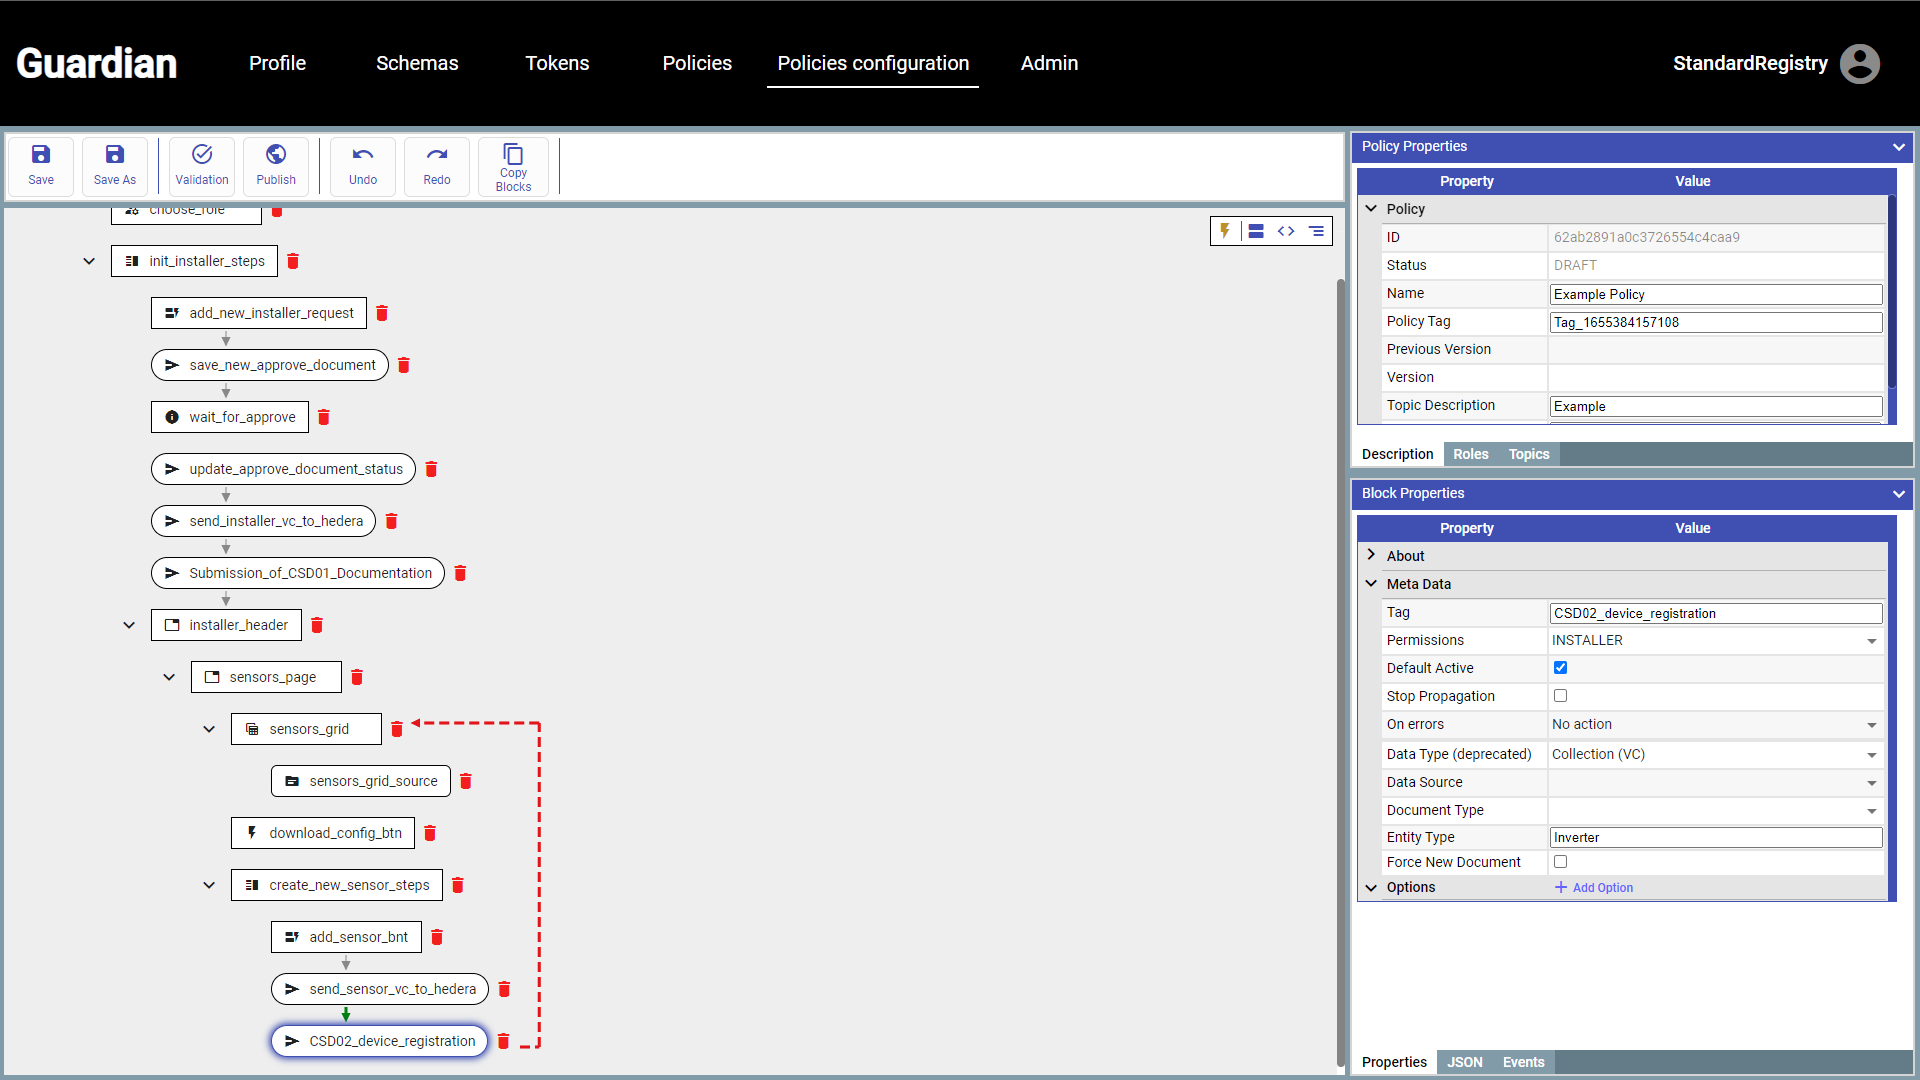 Guardian
Profile
Schemas
Tokens
Policies
Policies configuration
Admin
StandardRegistry
Save
Save As
Validation
Publish
Undo
Redo
Copy
Blocks
choose_role
init_installer_steps
add_new_installer_request
save_new_approve_document
wait_for_approve
update_approve_document_status
send_installer_vc_to_hedera
Submission_of_CSD01_Documentation
installer_header
sensors_page
sensors_grid
sensors_grid_source
download_config_btn
create_new_sensor_steps
add_sensor_bnt
send_sensor_vc_to_hedera
CSD02_device_registration
Policy Properties
Property Value
Policy
ID 62ab2891a0c3726554c4caa9
Status DRAFT
Name Example Policy
Policy Tag Tag_1655384157108
Previous Version
Version
Topic Description Example
Description Roles Topics
Block Properties
Property Value
About
Meta Data
Tag CSD02_device_registration
Permissions INSTALLER
Default Active
Stop Propagation
On errors No action
Data Type (deprecated) Collection (VC)
Data Source
Document Type
Entity Type Inverter
Force New Document
Options + Add Option
Properties JSON Events